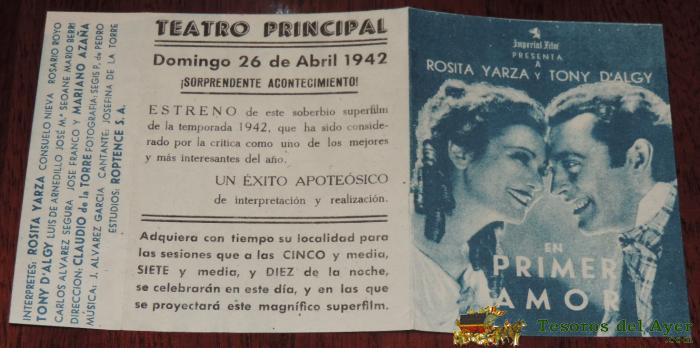 INTERPRETES: ROSITA YARZA CONSUELO NIEVA ROSARIO ROYO
TONY D'ALGY LUIS DE ARNEDILLO JOSÉ Mª SEOANE MARIO BERRI
CARLOS ALVAREZ SEGURA JOSE FRANCO Y MARIANO AZAÑA
DIRECCION: CLAUDIO de la TORRE FOTOGRAFIA: SEGIS P. de PEDRO
MÚSICA: J. ALVAREZ GARCIA CANTANTE: JOSEFINA DE LA TORRE
ESTUDIOS: ROPTENCE S.A.
TEATRO PRINCIPAL
Domingo 26 de Abril 1942
¡SORPRENDENTE ACONTECIMIENTO!
ESTRENO de este soberbio superfilm
de la temporada 1942, que ha sido conside-
rado por la crítica como uno de los mejores
y más interesantes del año.
UN ÉXITO APOTEÓSICO
de interpretación y realización.
Adquiera con tiempo su localidad para
las sesiones que a las CINCO y media,
SIETE y media, y DIEZ de la noche,
se celebrarán en este día, y en las que
se proyectará este magnífico superfilm.
Imperial Film
PRESENTA
A
ROSITA YARZA Y TONY D'ALGY
EN
PRIMER
AMOR
Tesoros del Ayer
.com